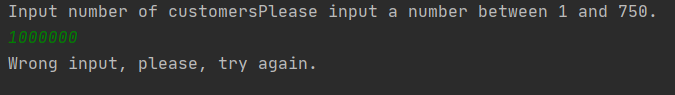 Input number of customersPlease input a number between 1 and 750.
1000000
Wrong input, please, try again.